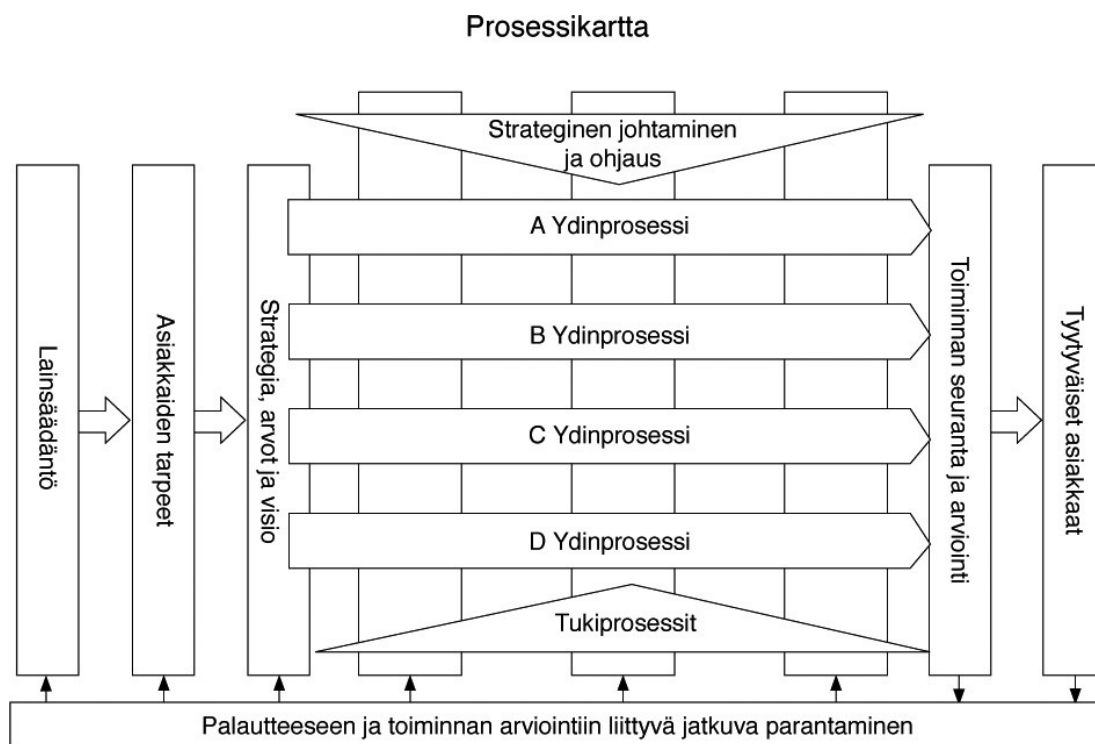 Prosessikartta
Strateginen johtaminen
ja ohjaus
Lainsäädäntö
Asiakkaiden tarpeet
Strategia, arvot ja visio
A Ydinprosessi
B Ydinprosessi
C Ydinprosessi
D Ydinprosessi
Tukiprosessit
Toiminnan seuranta ja arviointi
Tyytyväiset asiakkaat
Palautteeseen ja toiminnan arviointiin liittyvä jatkuva parantaminen